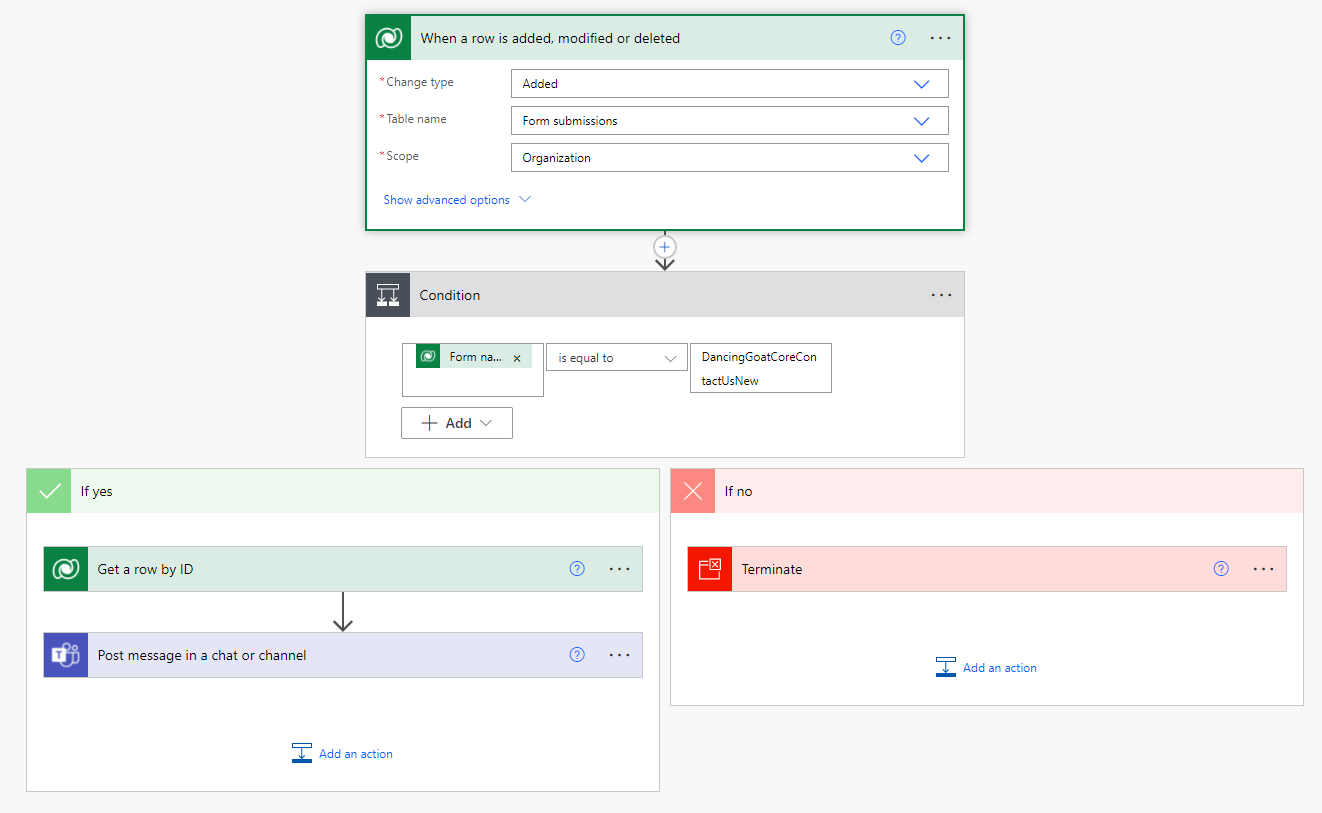 When a row is added, modified or deleted
?
...
*Change type
Added
*Table name
Form submissions
*Scope
Organization
Show advanced options
Condition
...
Form na... ×
is equal to
DancingGoatCoreCon
tactUsNew
+ Add
If yes
Get a row by ID
?
...
Post message in a chat or channel
?
...
Add an action
If no
Terminate
?
...
Add an action